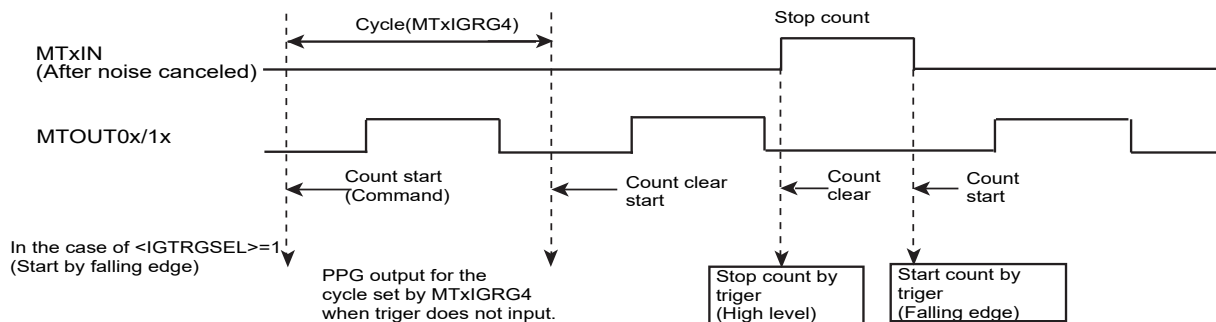 Cycle(MTxIGRG4)
Stop count
MTxIN
(After noise canceled)
MTOUT0x/1x
Count start
(Command)
Count clear
start
Count
clear
Count
start
In the case of <IGTRGSEL>=1
(Start by falling edge)
PPG output for the
cycle set by MTxIGRG4
when triger does not input.
Stop count by
triger
(High level)
Start count by
triger
(Falling edge)